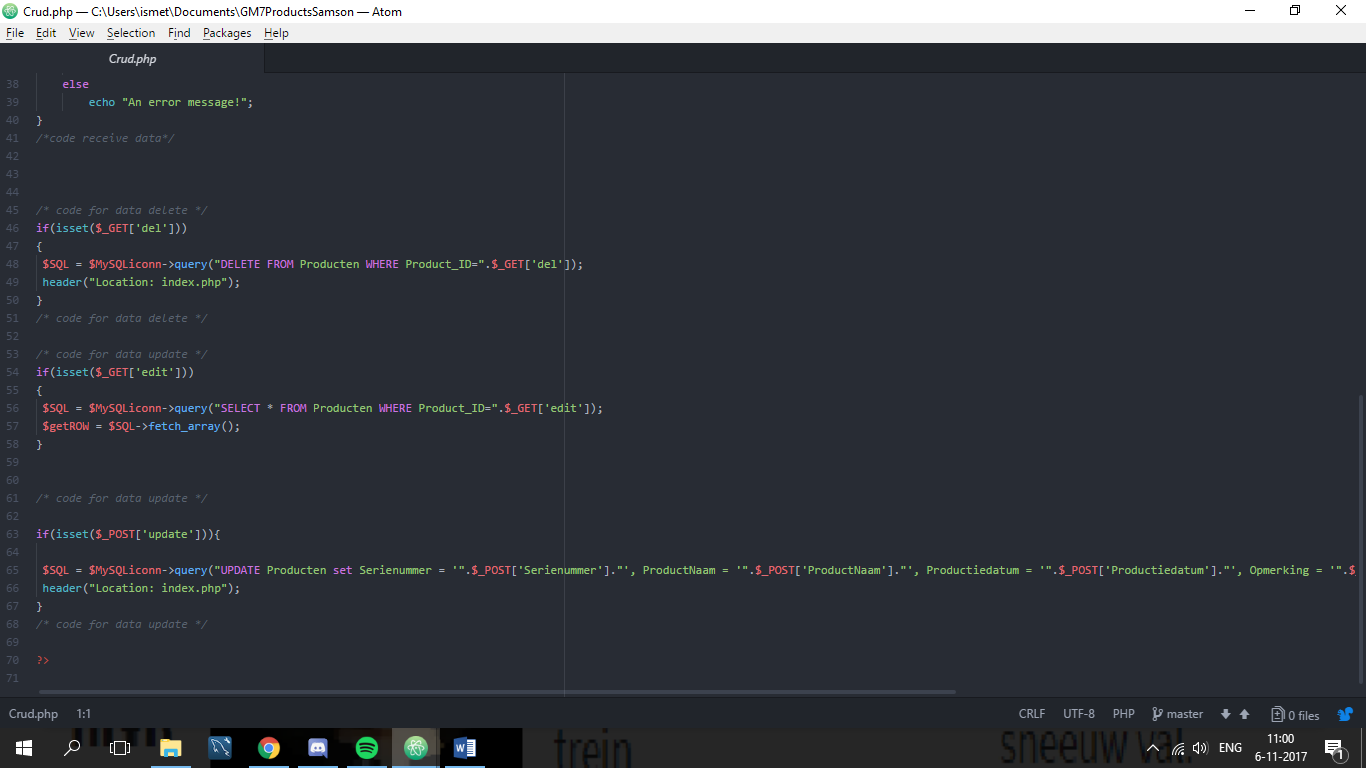 Crud.php — C:\Users\ismet\Documents\GM7ProductsSamson — Atom
File Edit View Selection Find Packages Help
Crud.php
38 else
39 echo "An error message!";
40 }
41 /*code receive data*/
42
43
44
45 /* code for data delete */
46 if(isset($_GET['del']))
47 {
48 $SQL = $MySQLiconn->query("DELETE FROM Producten WHERE Product_ID=".$_GET['del']);
49 header("Location: index.php");
50 }
51 /* code for data delete */
52
53 /* code for data update */
54 if(isset($_GET['edit']))
55 {
56 $SQL = $MySQLiconn->query("SELECT * FROM Producten WHERE Product_ID=".$_GET['edit']);
57 $getROW = $SQL->fetch_array();
58 }
59
60
61 /* code for data update */
62
63 if(isset($_POST['update'])){
64
65 $SQL = $MySQLiconn->query("UPDATE Producten set Serienummer = '".$_POST['Serienummer']."', ProductNaam = '".$_POST['ProductNaam']."', Productiedatum = '".$_POST['Productiedatum']."', Opmerking = '".$
66 header("Location: index.php");
67 }
68 /* code for data update */
69
70 ?>
71
Crud.php 1:1 CRLF UTF-8 PHP master 0 files
trein
sneeuw val.
ENG
11:00
6-11-2017
1